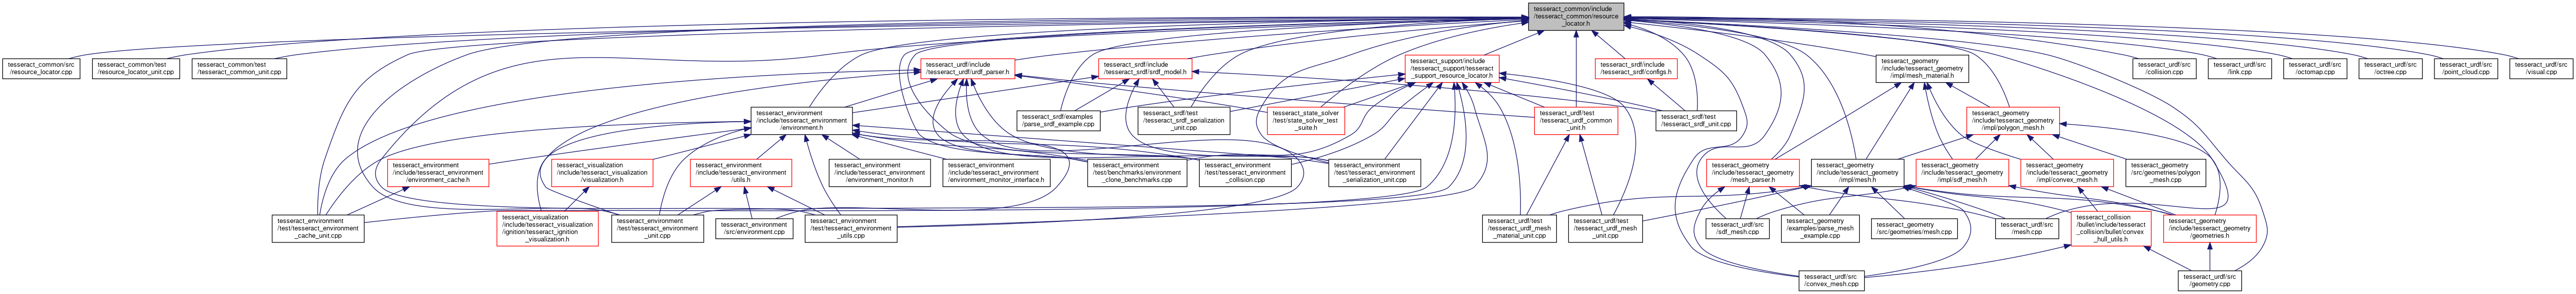 tesseract_common/include
/tesseract_common/resource
_locator.h
tesseract_common/src
/resource_locator.cpp
tesseract_common/test
/resource_locator_unit.cpp
tesseract_common/test
/tesseract_common_unit.cpp
tesseract_urdf/include
/tesseract_urdf/urdf_parser.h
tesseract_srdf/include
/tesseract_srdf/srdf_model.h
tesseract_support/include
/tesseract_support/tesseract
_support_resource_locator.h
tesseract_srdf/include
/tesseract_srdf/configs.h
tesseract_geometry
/include/tesseract_geometry
/impl/mesh_material.h
tesseract_urdf/src
/collision.cpp
tesseract_urdf/src
/link.cpp
tesseract_urdf/src
/octomap.cpp
tesseract_urdf/src
/octree.cpp
tesseract_urdf/src
/point_cloud.cpp
tesseract_urdf/src
/visual.cpp
tesseract_environment
/include/tesseract_environment
/environment.h
tesseract_srdf/examples
/parse_srdf_example.cpp
tesseract_srdf/test
/tesseract_srdf_serialization
_unit.cpp
tesseract_state_solver
/test/state_solver_test
_suite.h
tesseract_urdf/test
/tesseract_urdf_common
_unit.h
tesseract_srdf/test
/tesseract_srdf_unit.cpp
tesseract_geometry
/include/tesseract_geometry
/impl/polygon_mesh.h
tesseract_environment
/include/tesseract_environment
/environment_cache.h
tesseract_visualization
/include/tesseract_visualization
/visualization.h
tesseract_environment
/include/tesseract_environment
/utils.h
tesseract_environment
/include/tesseract_environment
/environment_monitor.h
tesseract_environment
/include/tesseract_environment
/environment_monitor_interface.h
tesseract_environment
/test/benchmarks/environment
_clone_benchmarks.cpp
tesseract_environment
/test/tesseract_environment
_collision.cpp
tesseract_environment
/test/tesseract_environment
_serialization_unit.cpp
tesseract_geometry
/include/tesseract_geometry
/mesh_parser.h
tesseract_geometry
/include/tesseract_geometry
/impl/mesh.h
tesseract_geometry
/include/tesseract_geometry
/impl/sdf_mesh.h
tesseract_geometry
/include/tesseract_geometry
/impl/convex_mesh.h
tesseract_geometry
/src/geometries/polygon
_mesh.cpp
tesseract_environment
/test/tesseract_environment
_cache_unit.cpp
tesseract_visualization
/include/tesseract_visualization
/ignition/tesseract_ignition
_visualization.h
tesseract_environment
/test/tesseract_environment
_unit.cpp
tesseract_environment
/src/environment.cpp
tesseract_environment
/test/tesseract_environment
_utils.cpp
tesseract_urdf/test
/tesseract_urdf_mesh
_material_unit.cpp
tesseract_urdf/test
/tesseract_urdf_mesh
_unit.cpp
tesseract_urdf/src
/sdf_mesh.cpp
tesseract_geometry
/examples/parse_mesh
_example.cpp
tesseract_geometry
/src/geometries/mesh.cpp
tesseract_urdf/src
/mesh.cpp
tesseract_collision
/bullet/include/tesseract
_collision/bullet/convex
_hull_utils.h
tesseract_geometry
/include/tesseract_geometry
/geometries.h
tesseract_urdf/src
/convex_mesh.cpp
tesseract_urdf/src
/geometry.cpp